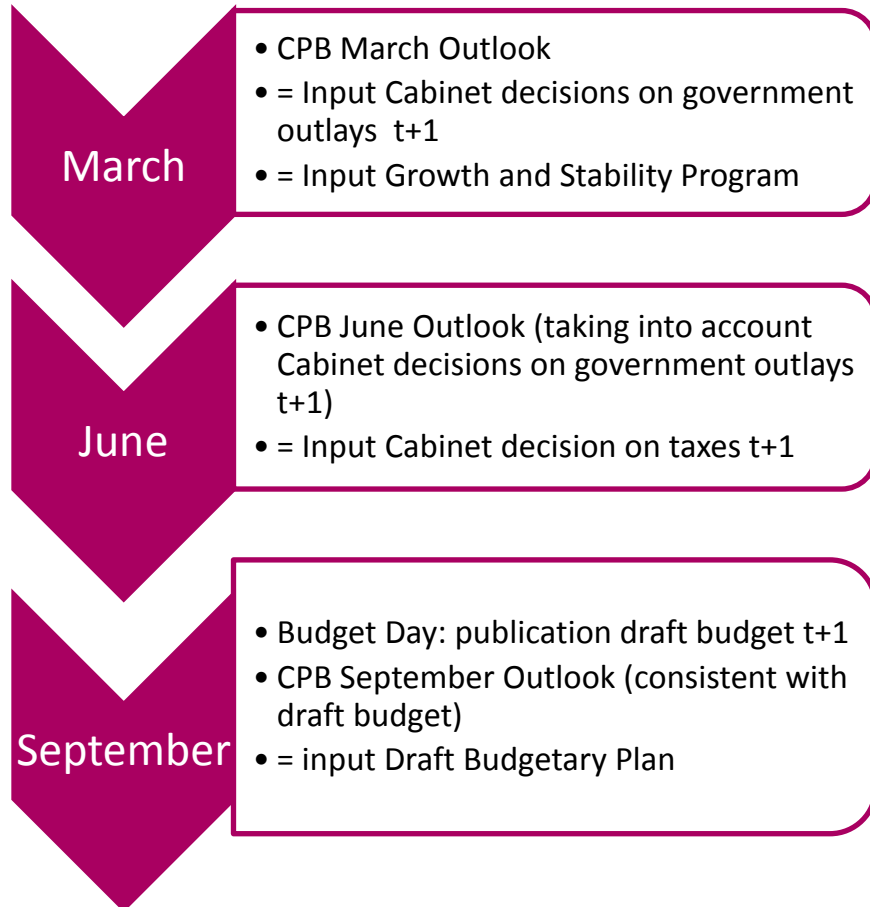 March
• CPB March Outlook
• = Input Cabinet decisions on government
outlays  t+1
• = Input Growth and Stability Program
June
• CPB June Outlook (taking into account
Cabinet decisions on government outlays
t+1)
• = Input Cabinet decision on taxes t+1
September
• Budget Day: publication draft budget t+1
• CPB September Outlook (consistent with
draft budget)
• = input Draft Budgetary Plan